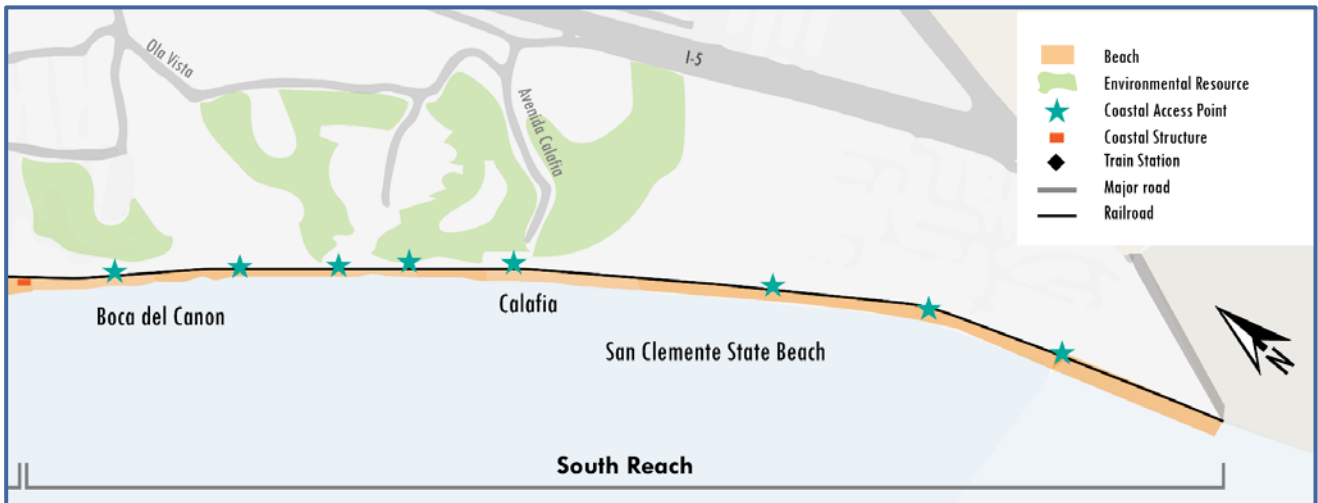 Ola Vista
I-5
Avenida Calafia
Beach
Environmental Resource
Coastal Access Point
Coastal Structure
Train Station
Major road
Railroad
Boca del Canon
Calafia
San Clemente State Beach
N
South Reach